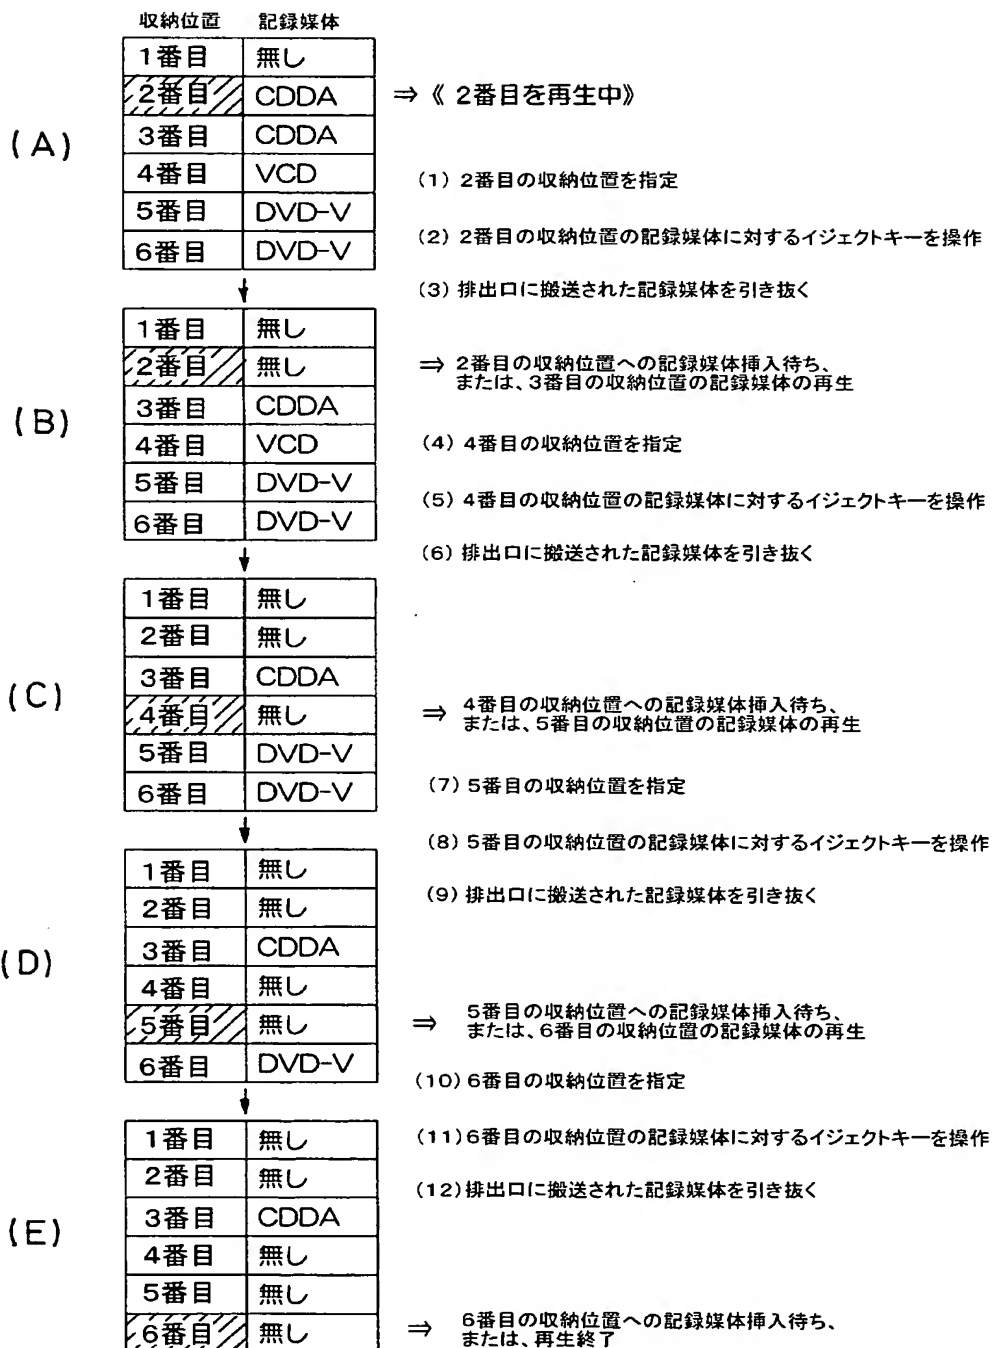 収納位置 記録媒体
(A)
1番目 無し
2番目 CDDA ⇒《 2番目を再生中》
3番目 CDDA
4番目 VCD
5番目 DVD-V
6番目 DVD-V
(1) 2番目の収納位置を指定
(2) 2番目の収納位置の記録媒体に対するイジェクトキーを操作
(3) 排出口に搬送された記録媒体を引き抜く
(B)
1番目 無し
2番目 無し
3番目 CDDA
4番目 VCD
5番目 DVD-V
6番目 DVD-V
⇒ 2番目の収納位置への記録媒体挿入待ち、
または、3番目の収納位置の記録媒体の再生
(4) 4番目の収納位置を指定
(5) 4番目の収納位置の記録媒体に対するイジェクトキーを操作
(6) 排出口に搬送された記録媒体を引き抜く
(C)
1番目 無し
2番目 無し
3番目 CDDA
4番目 無し
5番目 DVD-V
6番目 DVD-V
⇒ 4番目の収納位置への記録媒体挿入待ち、
または、5番目の収納位置の記録媒体の再生
(7) 5番目の収納位置を指定
(8) 5番目の収納位置の記録媒体に対するイジェクトキーを操作
(9) 排出口に搬送された記録媒体を引き抜く
(D)
1番目 無し
2番目 無し
3番目 CDDA
4番目 無し
5番目 無し
6番目 DVD-V
⇒ 5番目の収納位置への記録媒体挿入待ち、
または、6番目の収納位置の記録媒体の再生
(10) 6番目の収納位置を指定
(11) 6番目の収納位置の記録媒体に対するイジェクトキーを操作
(12) 排出口に搬送された記録媒体を引き抜く
(E)
1番目 無し
2番目 無し
3番目 CDDA
4番目 無し
5番目 無し
6番目 無し
⇒ 6番目の収納位置への記録媒体挿入待ち、
または、再生終了